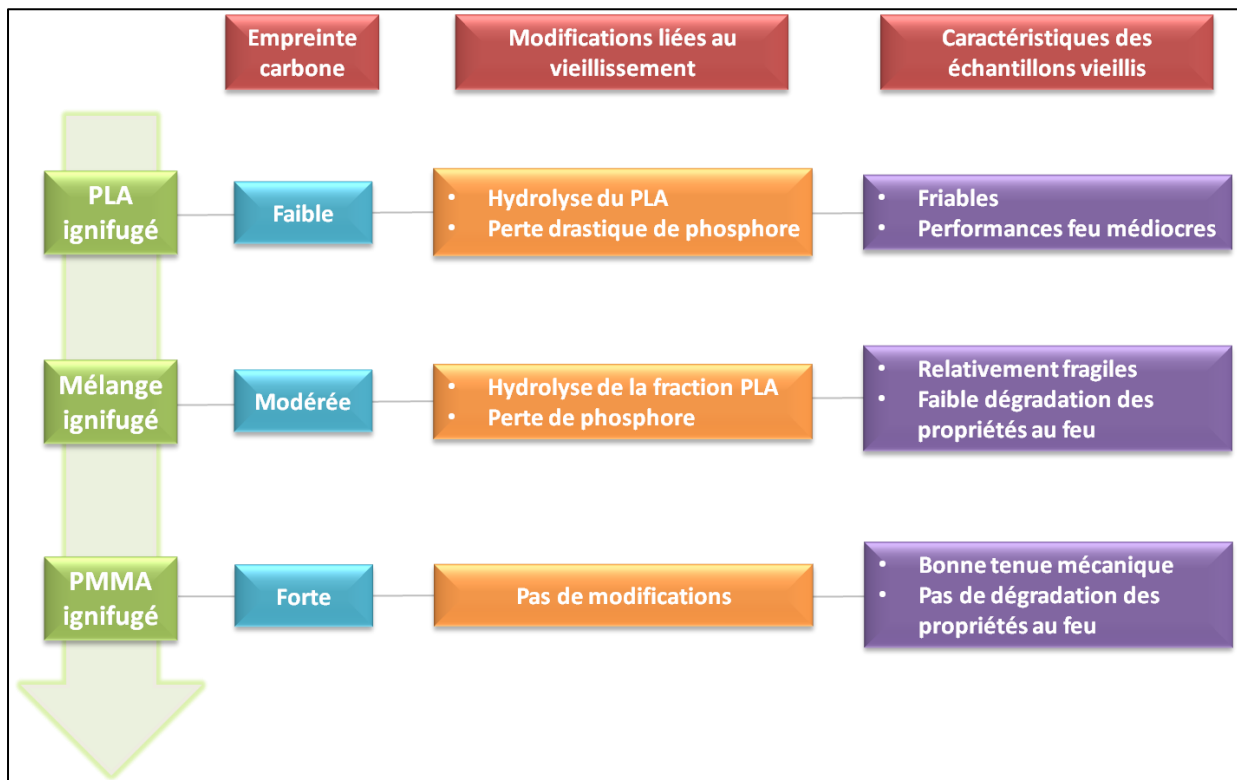 Empreinte
carbone
Modifications liées au
vieillissement
Caractéristiques des
échantillons vieillis
PLA
ignifugé
Faible
• Hydrolyse du PLA
• Perte drastique de phosphore
• Friables
• Performances feu médiocres
Mélange
ignifugé
Modérée
• Hydrolyse de la fraction PLA
• Perte de phosphore
• Relativement fragiles
• Faible dégradation des
propriétés au feu
PMMA
ignifugé
Forte
Pas de modifications
• Bonne tenue mécanique
• Pas de dégradation des
propriétés au feu